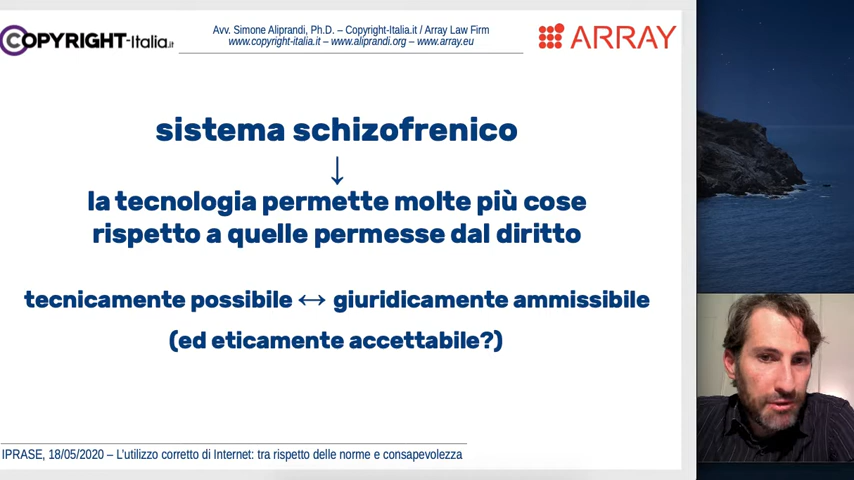 COPYRIGHT-Italia.it
Avv. Simone Aliprandi, Ph.D. – Copyright-Italia.it / Array Law Firm
www.copyright-italia.it – www.aliprandi.org – www.array.eu
ARRAY
sistema schizofrenico
↓
la tecnologia permette molte più cose
rispetto a quelle permesse dal diritto
tecnicamente possibile ↔ giuridicamente ammissibile
(ed eticamente accettabile?)
IPRASE, 18/05/2020 – L'utilizzo corretto di Internet: tra rispetto delle norme e consapevolezza